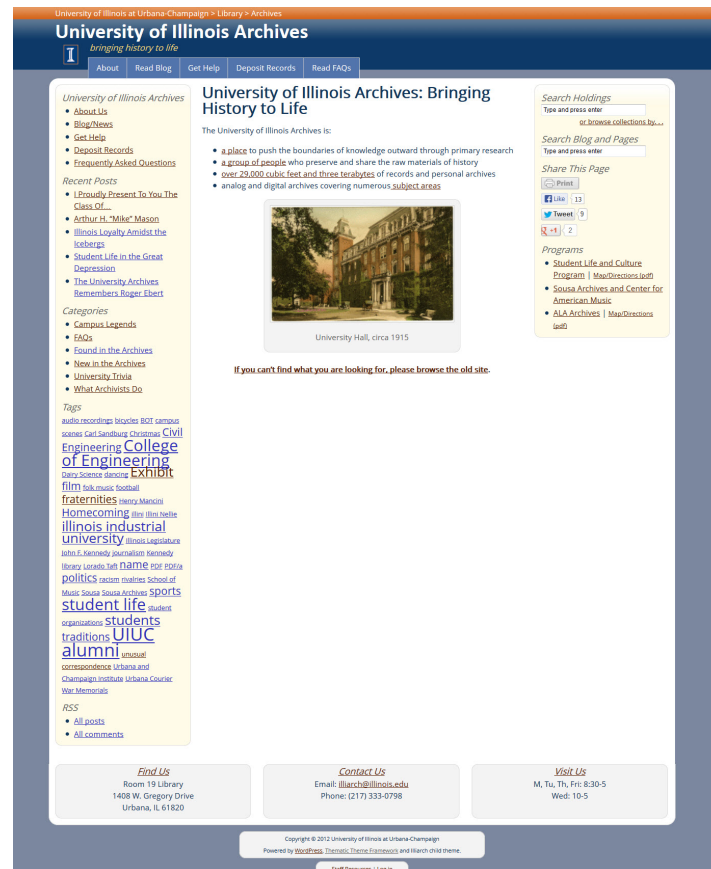 University of Illinois at Urbana-Champaign > Library > Archives
University of Illinois Archives
bringing history to life
About
Read Blog
Get Help
Deposit Records
Read FAQs
University of Illinois Archives
About Us
Blog/News
Get Help
Deposit Records
Frequently Asked Questions
Recent Posts
I Proudly Present To You The
Class Of…
Arthur H. “Mike” Mason
Illinois Loyalty Amidst the
Icebergs
Student Life in the Great
Depression
The University Archives
Remembers Roger Ebert
Categories
Campus Legends
FAQs
Found in the Archives
New in the Archives
University Trivia
What Archivists Do
Tags
audio recordings bicycles BOT campus
scenes Carl Sandburg Christmas Civil
Engineering College
of Engineering
Dairy Science dancing Exhibit
film folk music football
fraternities Henry Mancini
Homecoming illini Illini Nellie
illinois industrial
university Illinois Legislature
John F. Kennedy journalism Kennedy
library Lorado Taft name PDF PDF/a
politics racism rivalries School of
Music Sousa Sousa Archives sports
student life student
organizations students
traditions UIUC
alumni unusual
correspondence Urbana and
Champaign Institute Urbana Courier
War Memorials
RSS
All posts
All comments
University of Illinois Archives: Bringing
History to Life
The University of Illinois Archives is:
a place to push the boundaries of knowledge outward through primary research
a group of people who preserve and share the raw materials of history
over 29,000 cubic feet and three terabytes of records and personal archives
analog and digital archives covering numerous subject areas
University Hall, circa 1915
If you can’t find what you are looking for, please browse the old site.
Search Holdings
Type and press enter
or browse collections by. . .
Search Blog and Pages
Type and press enter
Share This Page
Print
Like 13
Tweet 9
+1 2
Programs
Student Life and Culture
Program | Map/Directions (pdf)
Sousa Archives and Center for
American Music
ALA Archives | Map/Directions
(pdf)
Find Us
Room 19 Library
1408 W. Gregory Drive
Urbana, IL 61820
Contact Us
Email: illiarch@illinois.edu
Phone: (217) 333-0798
Visit Us
M, Tu, Th, Fri: 8:30-5
Wed: 10-5
Copyright © 2012 University of Illinois at Urbana-Champaign
Powered by WordPress, Thematic Theme Framework and Illiarch child theme.
Staff Resources | Log in